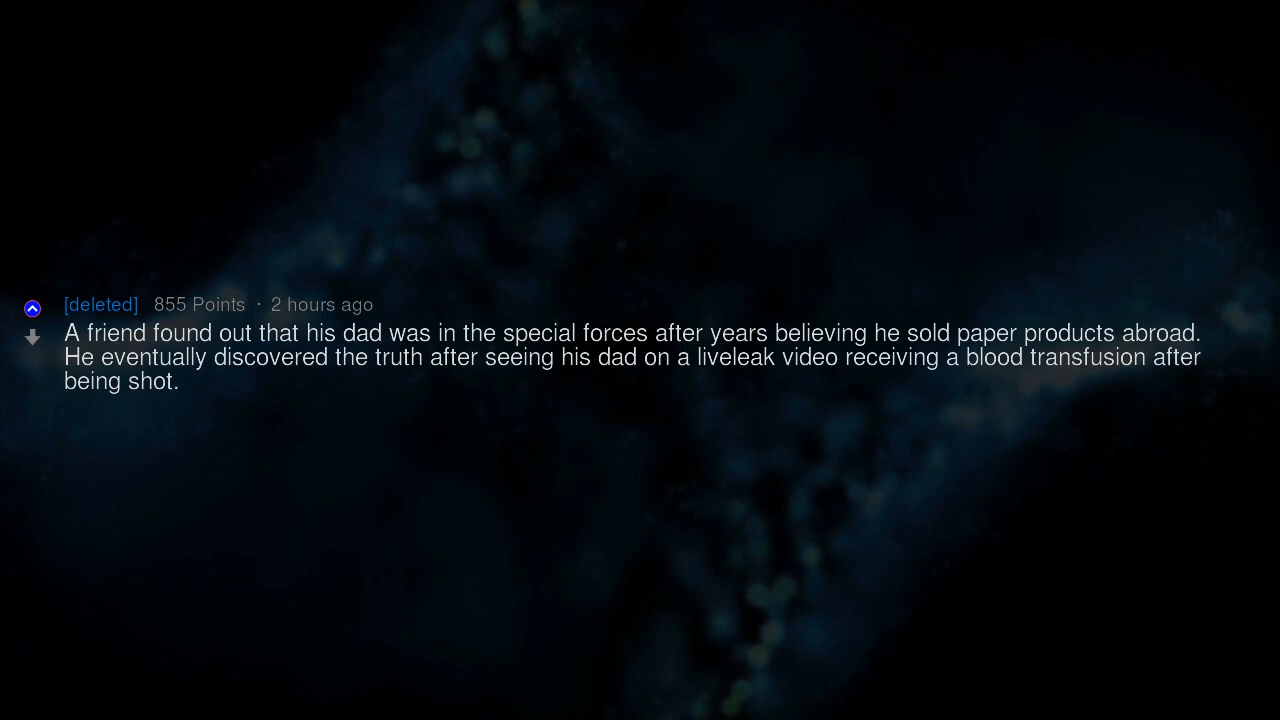 [deleted] 855 Points · 2 hours ago
A friend found out that his dad was in the special forces after years believing he sold paper products abroad.
He eventually discovered the truth after seeing his dad on a liveleak video receiving a blood transfusion after
being shot.